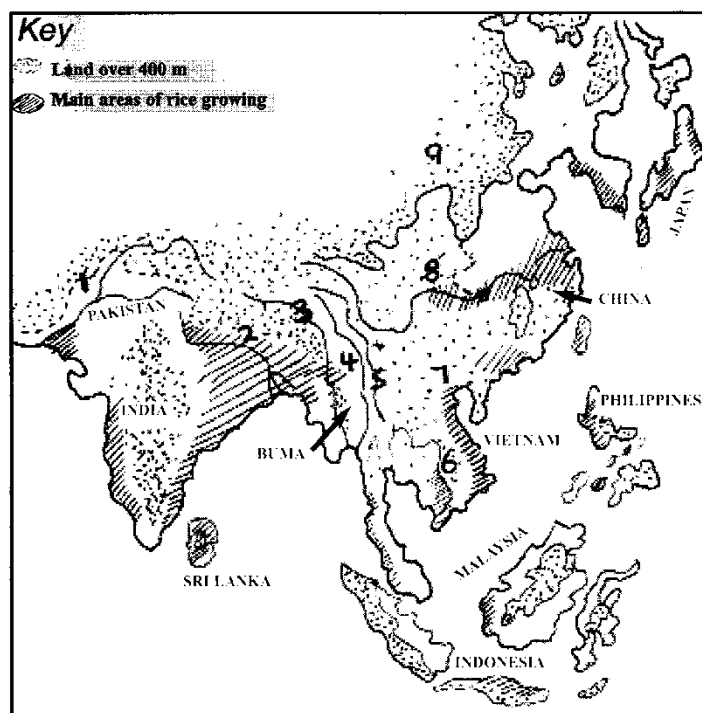 Key
Land over 400 m
Main areas of rice growing
9
JAPAN
1
8
CHINA
PAKISTAN
3
2
4
5
7
INDIA
PHILIPPINES
BUMA
VIETNAM
6
SRI LANKA
MALAYSIA
INDONESIA